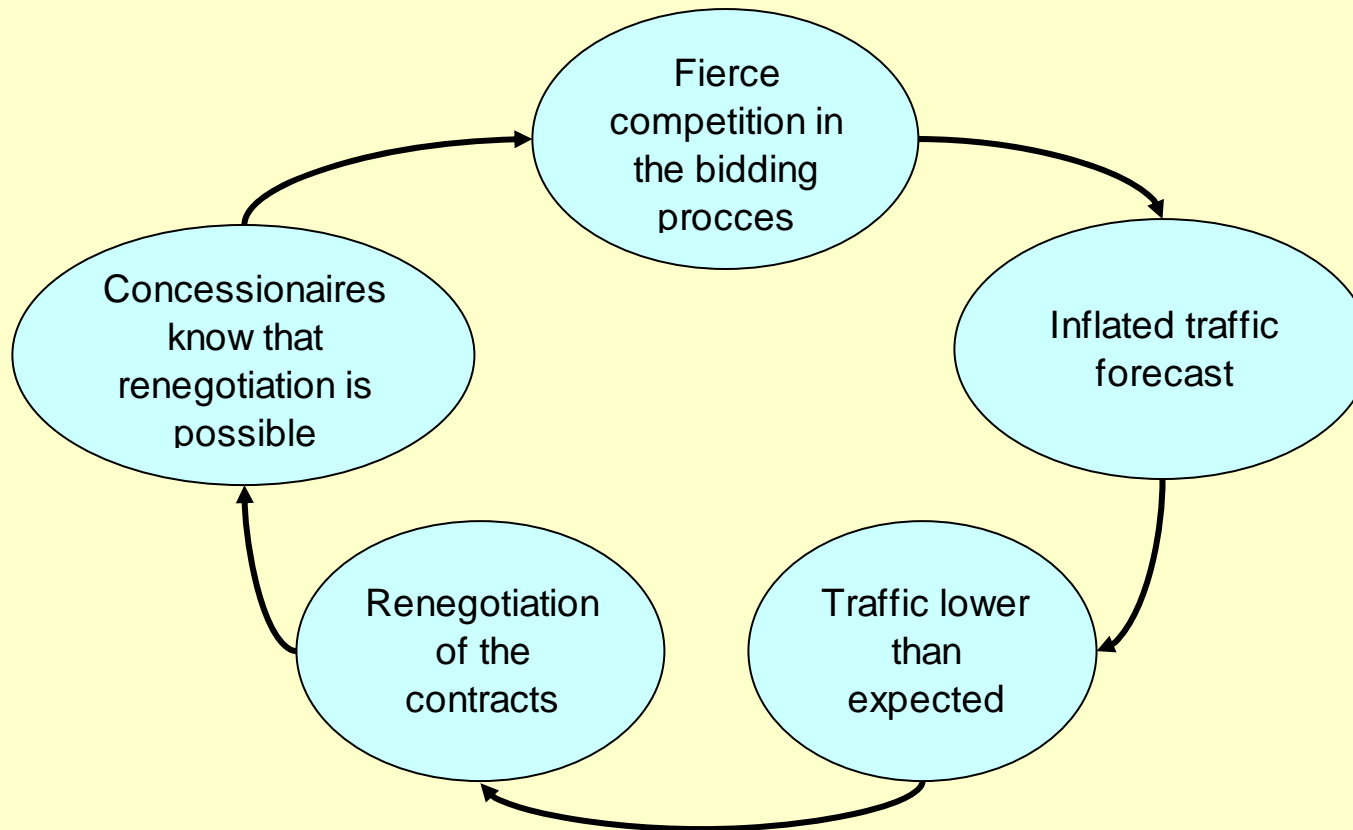 Fierce
competition in
the bidding
procces
Inflated traffic
forecast
Traffic lower
than
expected
Renegotiation
of the
contracts
Concessionaires
know that
renegotiation is
possible